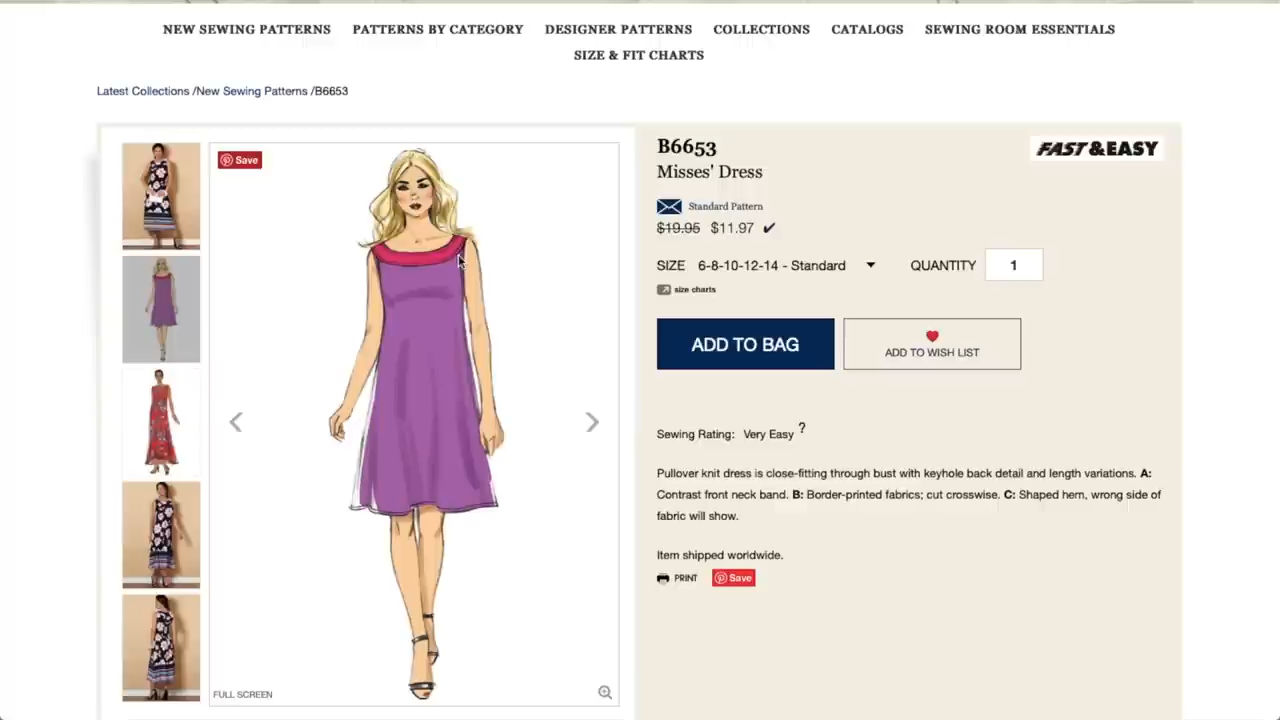 NEW SEWING PATTERNS PATTERNS BY CATEGORY DESIGNER PATTERNS COLLECTIONS CATALOGS SEWING ROOM ESSENTIALS
SIZE & FIT CHARTS
Latest Collections /New Sewing Patterns /B6653
Save
B6653
FAST & EASY
Misses' Dress
Standard Pattern
$19.95 $11.97 ✔
SIZE 6-8-10-12-14 - Standard QUANTITY 1
size charts
ADD TO BAG
ADD TO WISH LIST
Sewing Rating: Very Easy ?
Pullover knit dress is close-fitting through bust with keyhole back detail and length variations. A:
Contrast front neck band. B: Border-printed fabrics; cut crosswise. C: Shaped hem, wrong side of
fabric will show.
Item shipped worldwide.
PRINT Save
FULL SCREEN